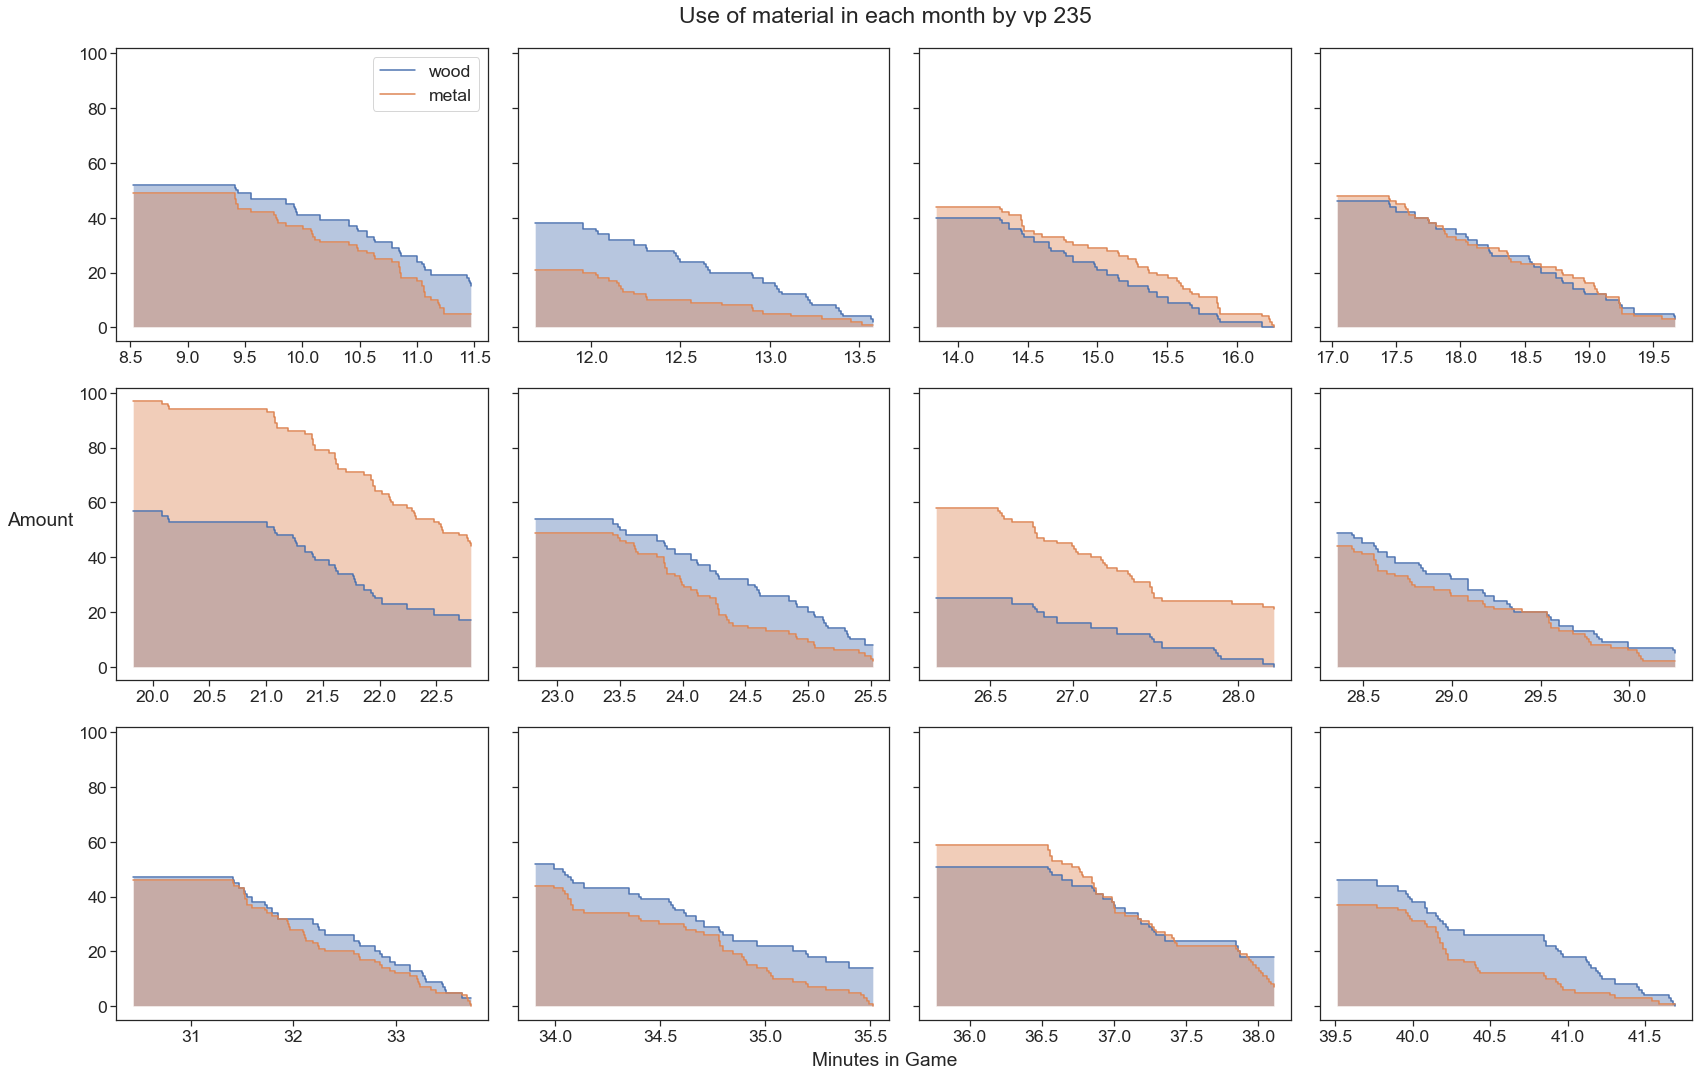 Use of material in each month by vp 235
100
80
60
40
20
0
wood
metal
8.5 9.0 9.5 10.0 10.5 11.0 11.5
12.0 12.5 13.0 13.5
14.0 14.5 15.0 15.5 16.0
17.0 17.5 18.0 18.5 19.0 19.5
Amount
100
80
60
40
20
0
20.0 20.5 21.0 21.5 22.0 22.5
23.0 23.5 24.0 24.5 25.0 25.5
26.5 27.0 27.5 28.0
28.5 29.0 29.5 30.0
100
80
60
40
20
0
31 32 33
34.0 34.5 35.0 35.5
36.0 36.5 37.0 37.5 38.0
39.5 40.0 40.5 41.0 41.5
Minutes in Game